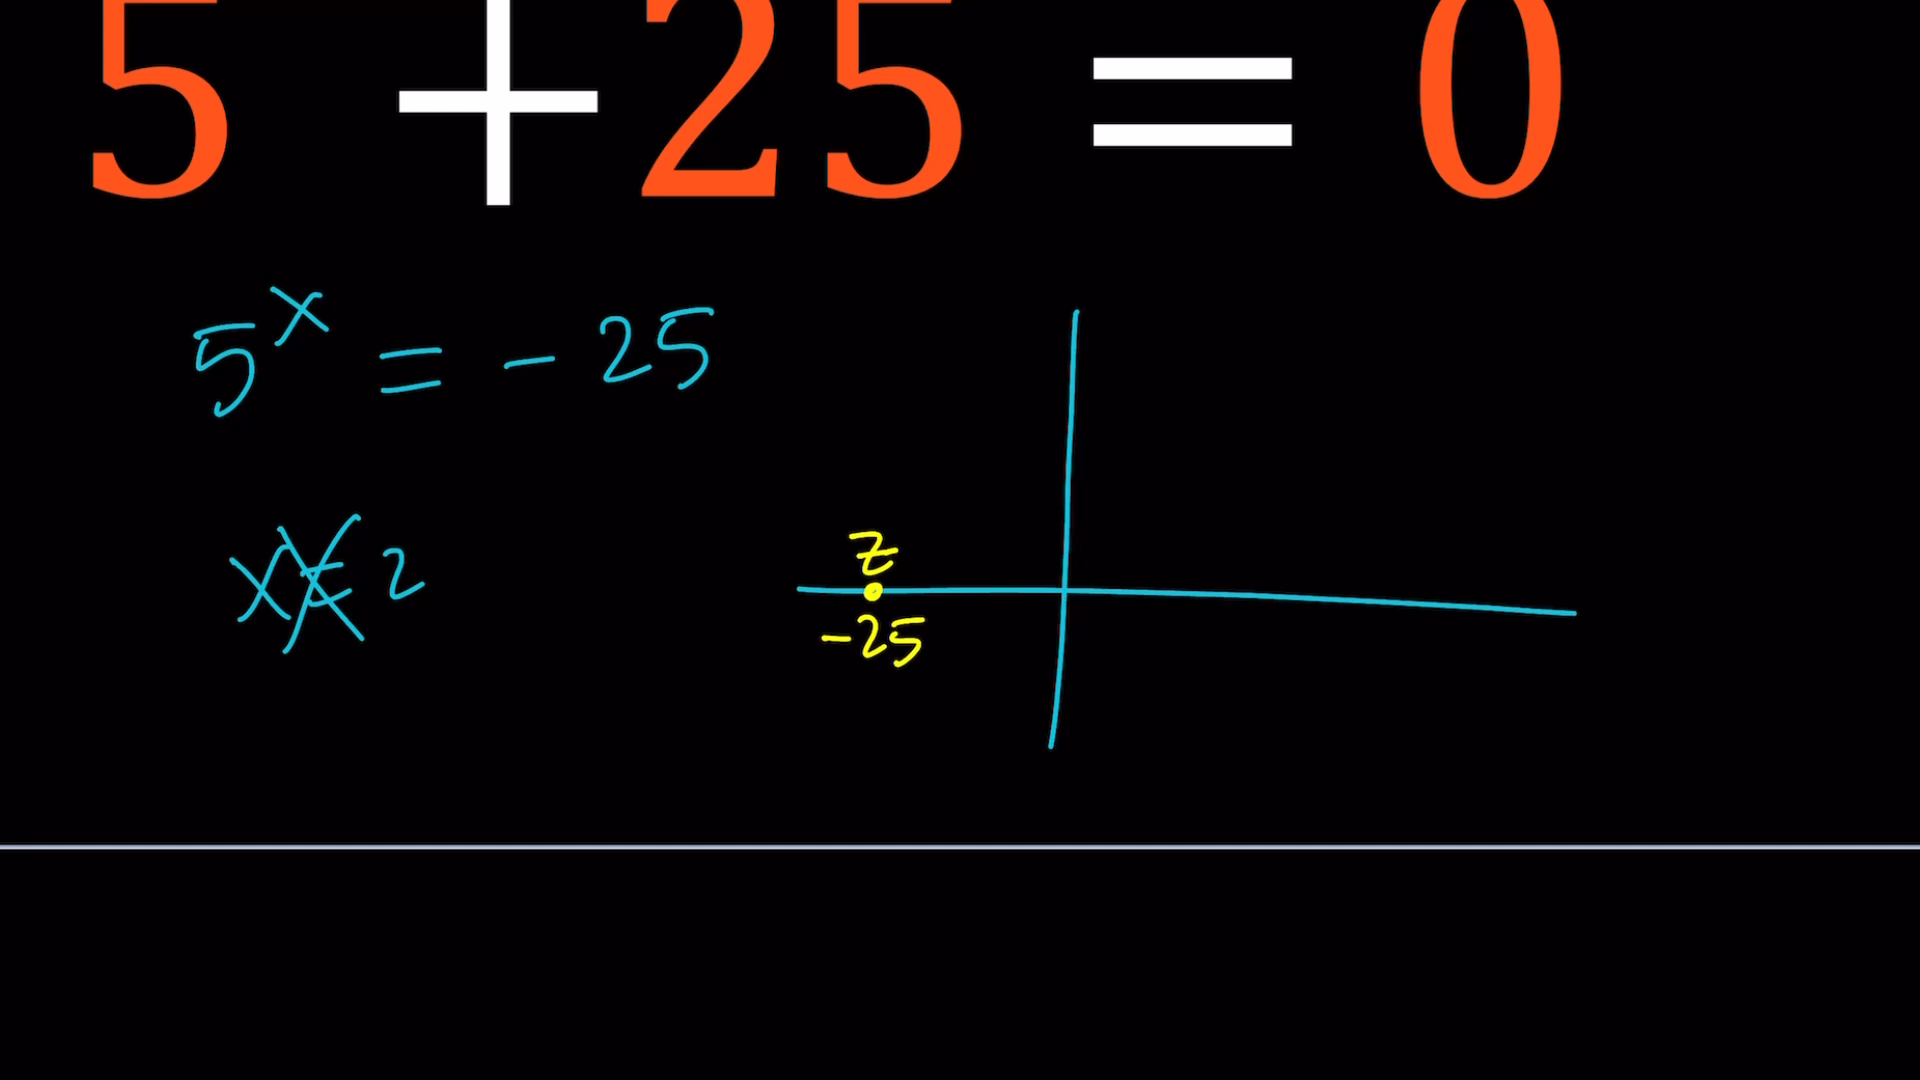 5 + 25 = 0
5^x = - 25
x = 2
z
-25